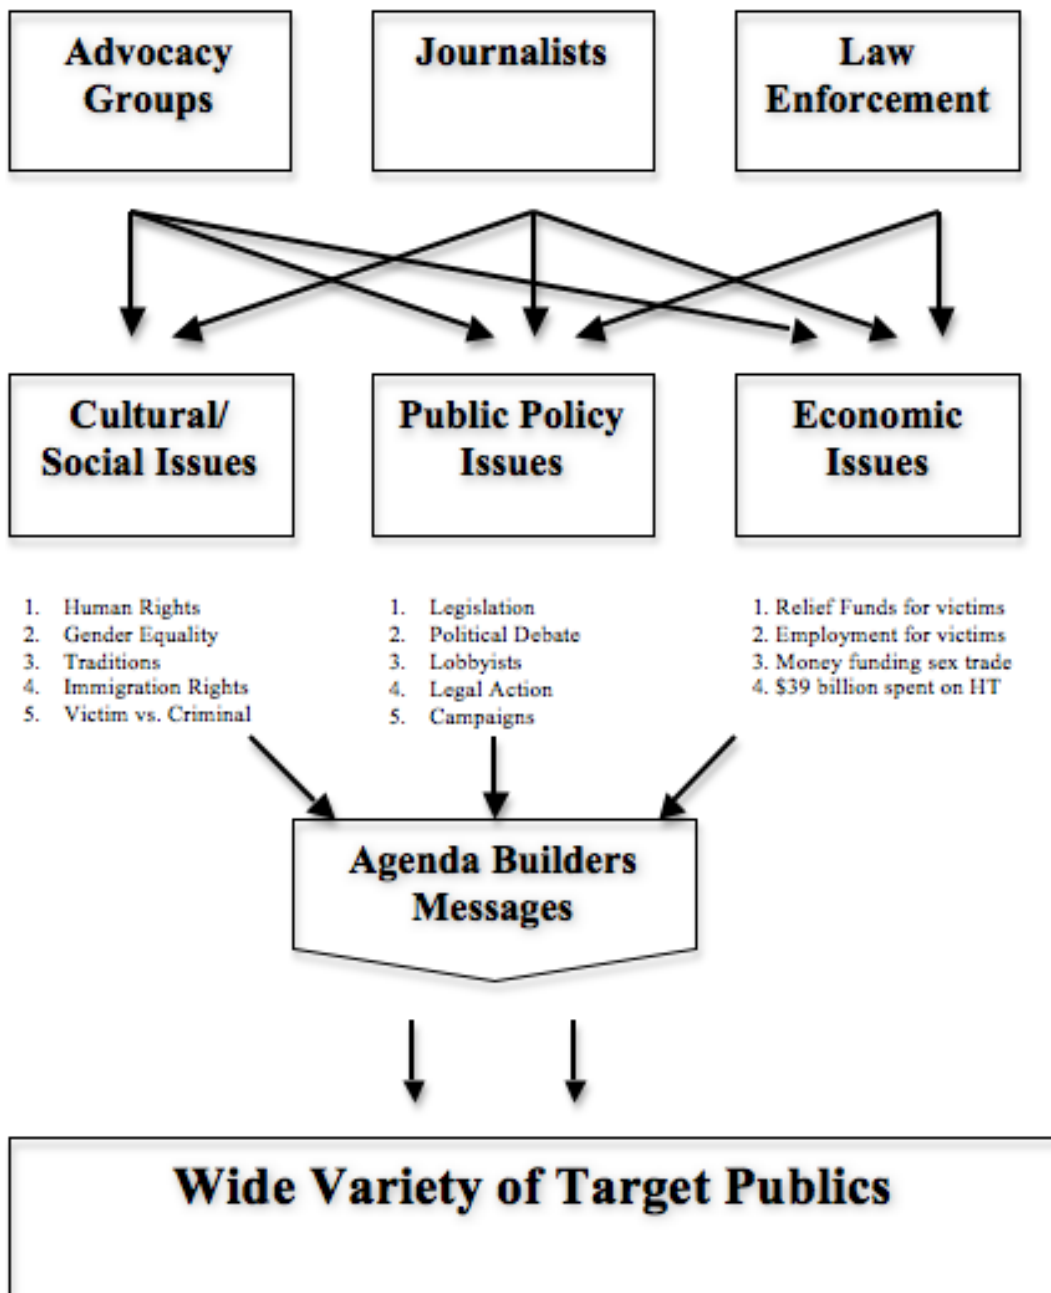 Advocacy
Groups
Journalists
Law
Enforcement
Cultural/
Social Issues
Public Policy
Issues
Economic
Issues
1. Human Rights
2. Gender Equality
3. Traditions
4. Immigration Rights
5. Victim vs. Criminal
1. Legislation
2. Political Debate
3. Lobbyists
4. Legal Action
5. Campaigns
1. Relief Funds for victims
2. Employment for victims
3. Money funding sex trade
4. $39 billion spent on HT
Agenda Builders
Messages
Wide Variety of Target Publics